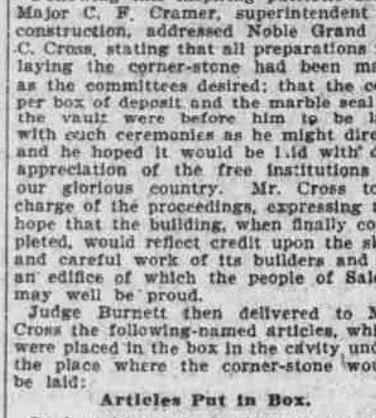 Major C. F. Cramer, superintendent
construction, addressed Noble Grand
C. Cross, stating that all preparations
laying the corner-stone had been ma
as the committees desired; that the co
per box of deposit and the marble seal
the vault were before him to be la
with such ceremonies as he might dire
and he hoped it would be laid with d
appreciation of the free institutions
our glorious country. Mr. Cross to
charge of the proceedings, expressing t
hope that the building, when finally co
pleted, would reflect credit upon the sk
and careful work of its builders and
an edifice of which the people of Sale
may well be proud.
Judge Burnett then delivered to M
Cross the following-named articles, whi
were placed in the box in the cavity und
the place where the corner-stone wou
be laid:
Articles Put in Box.